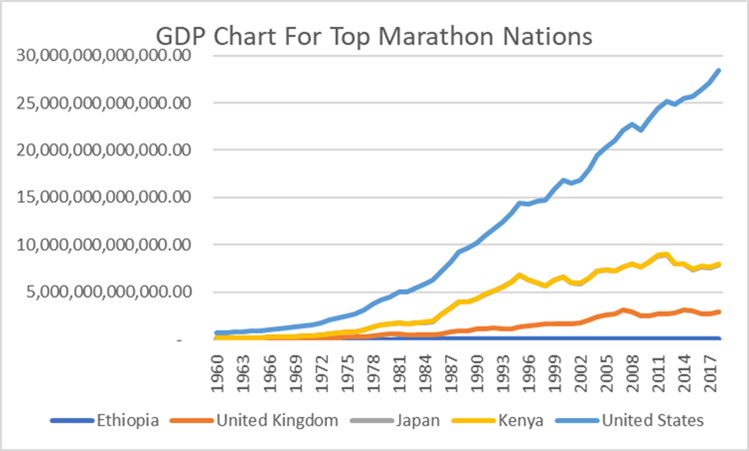 GDP Chart For Top Marathon Nations
30,000,000,000,000.00
25,000,000,000,000.00
20,000,000,000,000.00
15,000,000,000,000.00
10,000,000,000,000.00
5,000,000,000,000.00
-
1960 1963 1966 1969 1972 1975 1978 1981 1984 1987 1990 1993 1996 1999 2002 2005 2008 2011 2014 2017
Ethiopia United Kingdom Japan Kenya United States